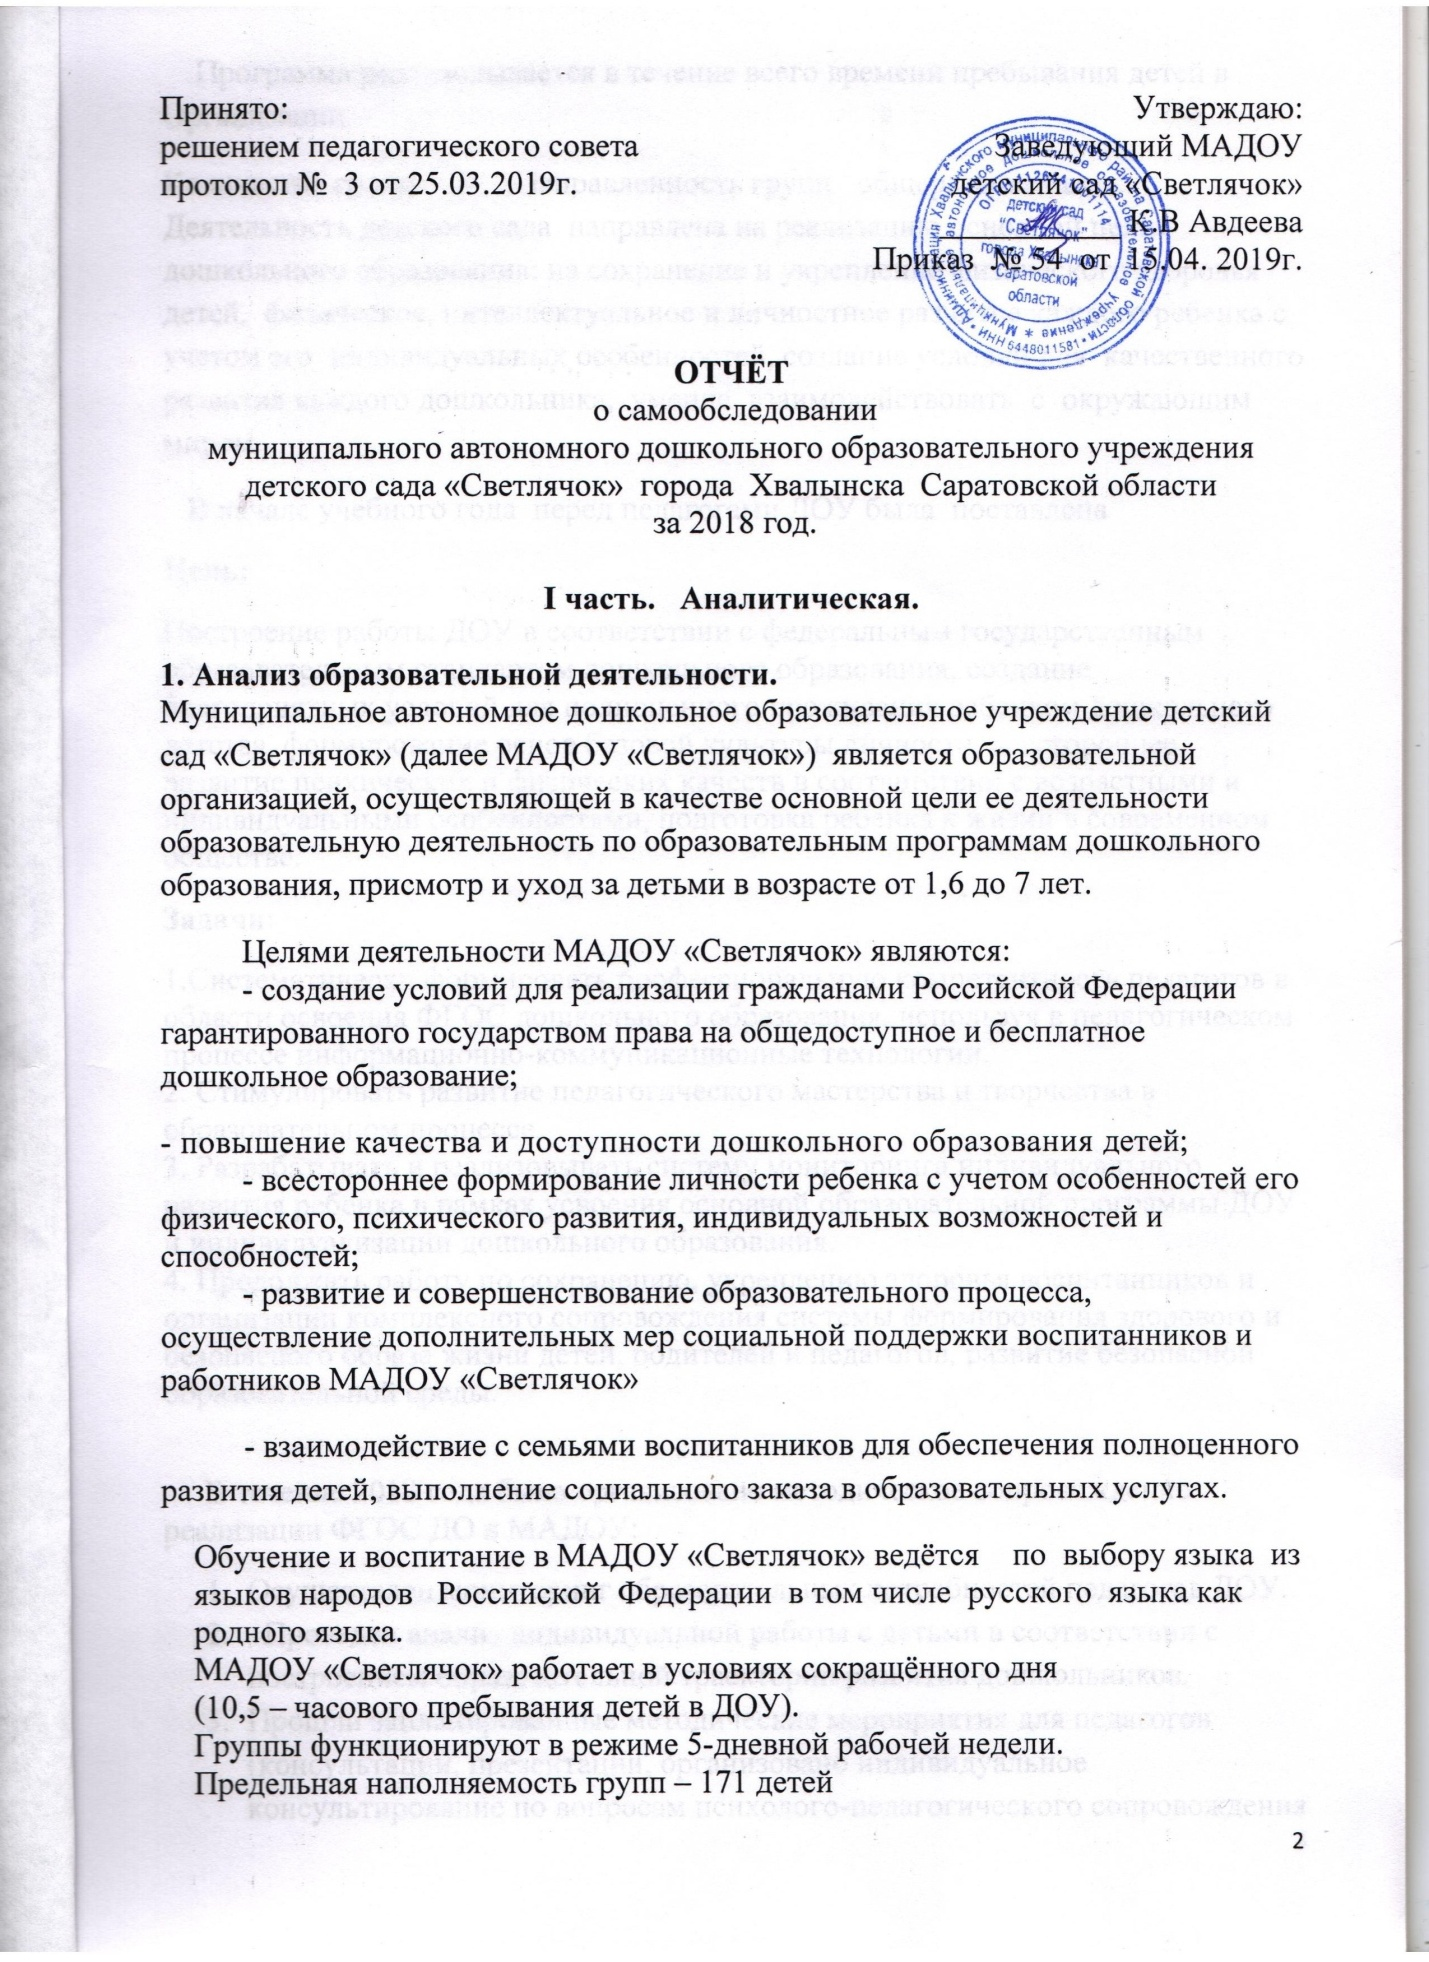 Принято:
решением педагогического совета
протокол № 3 от 25.03.2019г.
Утверждаю:
Заведующий МАДОУ
детский сад «Светлячок»
К.В Авдеева
Приказ № 54 от 15.04. 2019г.
детский сад
"Светлячок"
города Хвалынска
Саратовской
области
ИНН 6448011581
ОТЧЁТ
о самообследовании
муниципального автономного дошкольного образовательного учреждения
детского сада «Светлячок» города Хвалынска Саратовской области
за 2018 год.
I часть. Аналитическая.
1. Анализ образовательной деятельности.
Муниципальное автономное дошкольное образовательное учреждение детский
сад «Светлячок» (далее МАДОУ «Светлячок») является образовательной
организацией, осуществляющей в качестве основной цели ее деятельности
образовательную деятельность по образовательным программам дошкольного
образования, присмотр и уход за детьми в возрасте от 1,6 до 7 лет.
Целями деятельности МАДОУ «Светлячок» являются:
- создание условий для реализации гражданами Российской Федерации
гарантированного государством права на общедоступное и бесплатное
дошкольное образование;
- повышение качества и доступности дошкольного образования детей;
- всестороннее формирование личности ребенка с учетом особенностей его
физического, психического развития, индивидуальных возможностей и
способностей;
- развитие и совершенствование образовательного процесса,
осуществление дополнительных мер социальной поддержки воспитанников и
работников МАДОУ «Светлячок»
- взаимодействие с семьями воспитанников для обеспечения полноценного
развития детей, выполнение социального заказа в образовательных услугах.
Обучение и воспитание в МАДОУ «Светлячок» ведётся по выбору языка из
языков народов Российской Федерации в том числе русского языка как
родного языка.
МАДОУ «Светлячок» работает в условиях сокращённого дня
(10,5 – часового пребывания детей в ДОУ).
Группы функционируют в режиме 5-дневной рабочей недели.
Предельная наполняемость групп – 171 детей
2